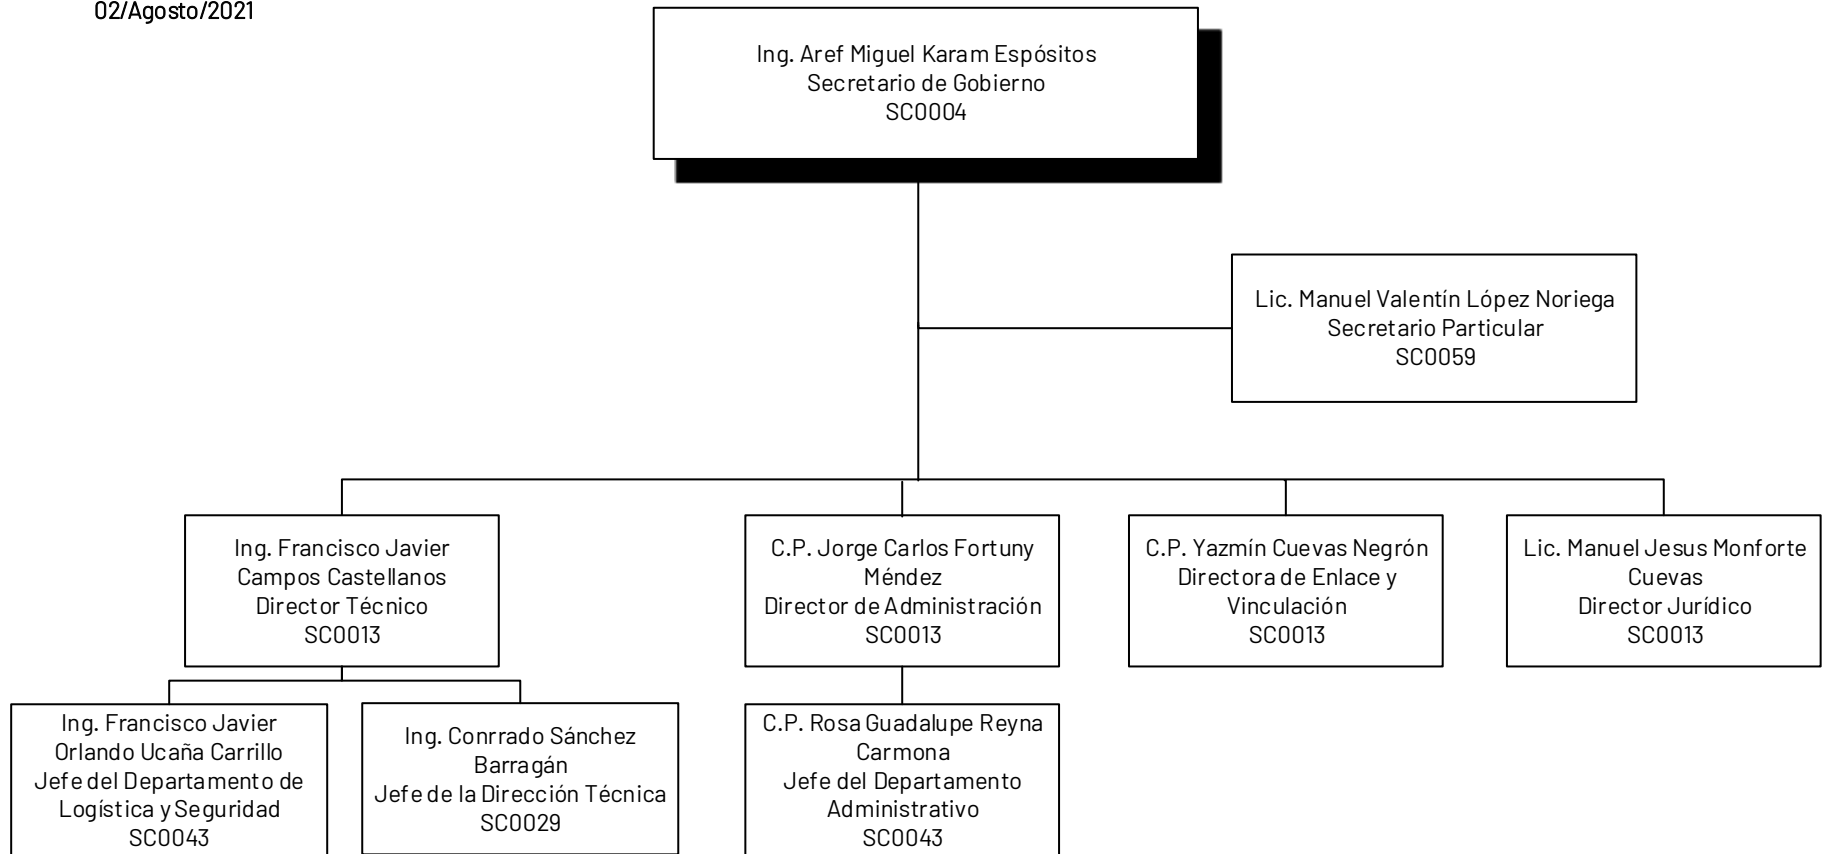 02/Agosto/2021
Ing. Aref Miguel Karam Espósitos
Secretario de Gobierno
SC0004
Lic. Manuel Valentín López Noriega
Secretario Particular
SC0059
Ing. Francisco Javier
Campos Castellanos
Director Técnico
SC0013
C.P. Jorge Carlos Fortuny
Méndez
Director de Administración
SC0013
C.P. Yazmín Cuevas Negrón
Directora de Enlace y
Vinculación
SC0013
Lic. Manuel Jesus Monforte
Cuevas
Director Jurídico
SC0013
Ing. Francisco Javier
Orlando Ucaña Carrillo
Jefe del Departamento de
Logística y Seguridad
SC0043
Ing. Conrrado Sánchez
Barragán
Jefe de la Dirección Técnica
SC0029
C.P. Rosa Guadalupe Reyna
Carmona
Jefe del Departamento
Administrativo
SC0043